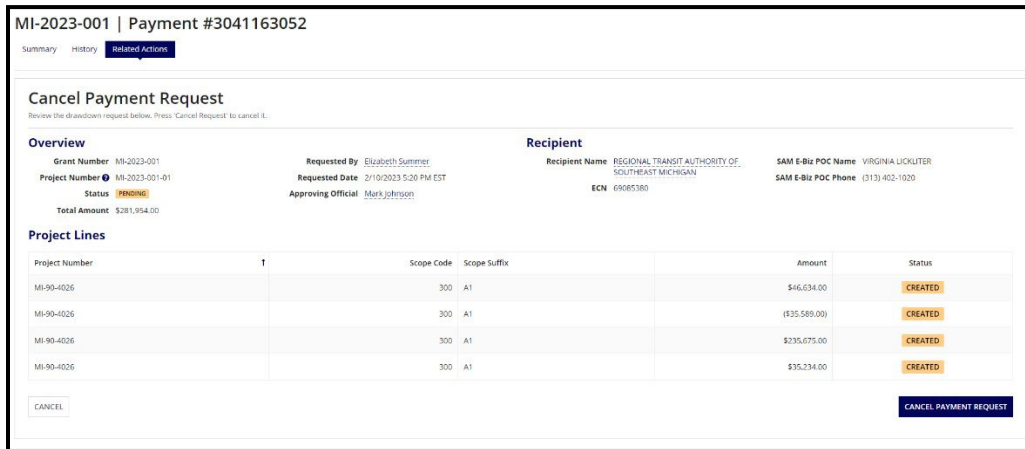 MI-2023-001 | Payment #3041163052
Summary History Related Actions
Cancel Payment Request
Review the drawdown request below. Press 'Cancel Request' to cancel it.
Overview
Grant Number MI-2023-001
Project Number MI-2023-001-01
Status PENDING
Total Amount $281,954.00
Requested By Elizabeth Summer
Requested Date 2/10/2023 5:20 PM EST
Approving Official Mark Johnson
Recipient
Recipient Name REGIONAL TRANSIT AUTHORITY OF
SOUTHEAST MICHIGAN
ECN 69085380
SAM E-Biz POC Name VIRGINIA LICKLITER
SAM E-Biz POC Phone (313) 402-1020
Project Lines
Project Number Scope Code Scope Suffix Amount Status
MI-90-4026 300 A1 $46,634.00 CREATED
MI-90-4026 300 A1 ($35,589.00) CREATED
MI-90-4026 300 A1 $235,675.00 CREATED
MI-90-4026 300 A1 $35,234.00 CREATED
CANCEL CANCEL PAYMENT REQUEST